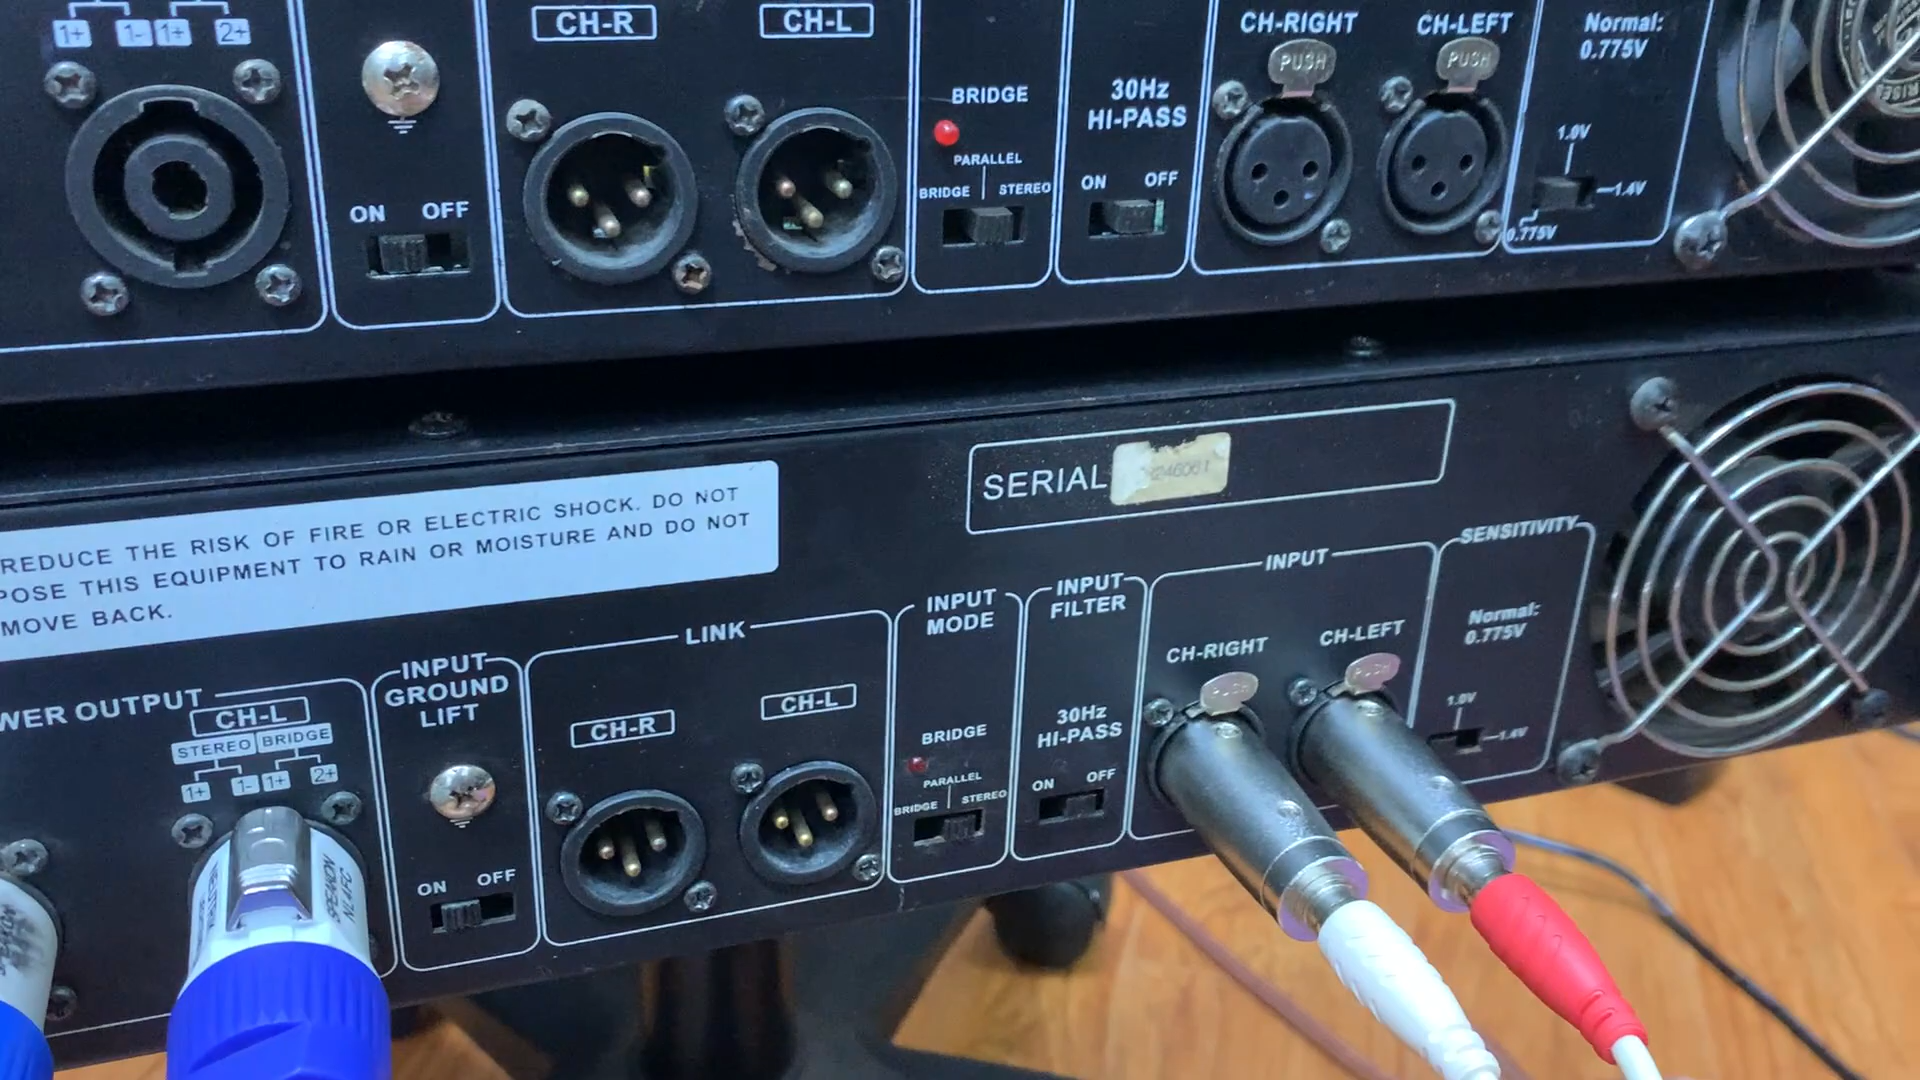 1+ 1- 1+ 2+
CH-R
CH-L
CH-RIGHT
CH-LEFT
Normal:
0.775V
PUSH
PUSH
BRIDGE
30Hz
HI-PASS
PARALLEL
BRIDGE
STEREO
ON
OFF
1.0V
1.4V
0.775V
ON
OFF
SERIAL
REDUCE THE RISK OF FIRE OR ELECTRIC SHOCK. DO NOT
POSE THIS EQUIPMENT TO RAIN OR MOISTURE AND DO NOT
MOVE BACK.
WER OUTPUT
CH-L
STEREO
BRIDGE
1+ 1- 1+ 2+
INPUT
GROUND
LIFT
ON
OFF
LINK
CH-R
CH-L
INPUT
MODE
BRIDGE
PARALLEL
BRIDGE
STEREO
INPUT
FILTER
30Hz
HI-PASS
ON
OFF
INPUT
CH-RIGHT
CH-LEFT
PUSH
PUSH
SENSITIVITY
Normal:
0.775V
1.0V
1.4V
SPEAKON
NL4FC